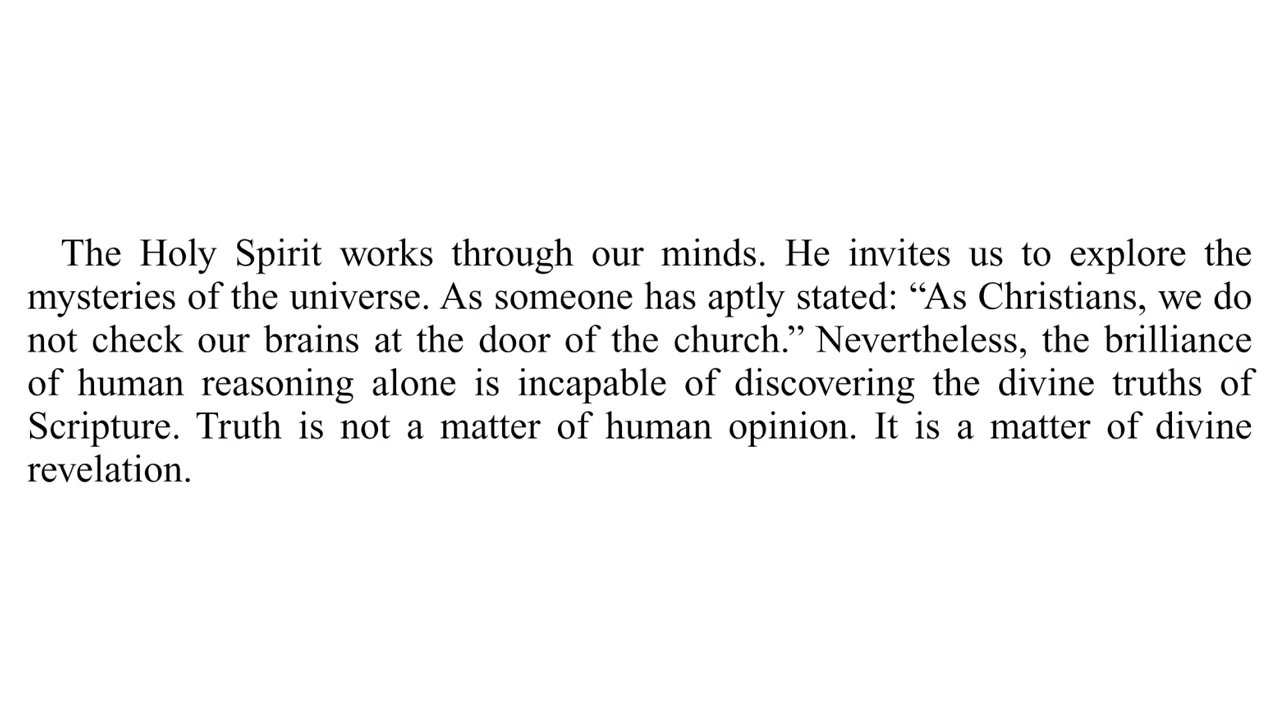 The Holy Spirit works through our minds. He invites us to explore the
mysteries of the universe. As someone has aptly stated: “As Christians, we do
not check our brains at the door of the church.” Nevertheless, the brilliance
of human reasoning alone is incapable of discovering the divine truths of
Scripture. Truth is not a matter of human opinion. It is a matter of divine
revelation.